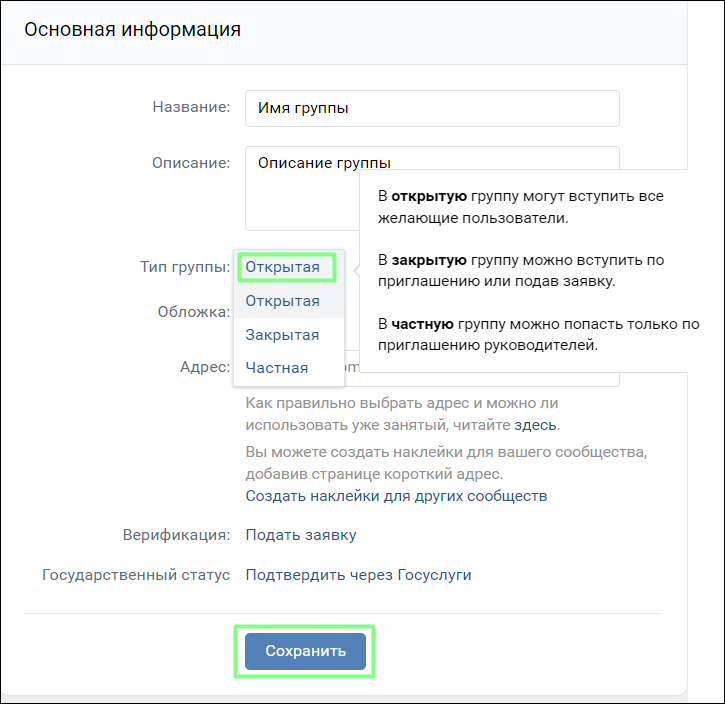 Основная информация
Название:
Имя группы
Описание:
Описание группы
В открытую группу могут вступить все
желающие пользователи.
В закрытую группу можно вступить по
приглашению или подав заявку.
В частную группу можно попасть только по
приглашению руководителей.
Тип группы:
Открытая
Открытая
Закрытая
Частная
Обложка:
Адрес:
om
Как правильно выбрать адрес и можно ли
использовать уже занятый, читайте здесь.
Вы можете создать наклейки для вашего сообщества,
добавив странице короткий адрес.
Создать наклейки для других сообществ
Верификация:
Подать заявку
Государственный статус
Подтвердить через Госуслуги
Сохранить